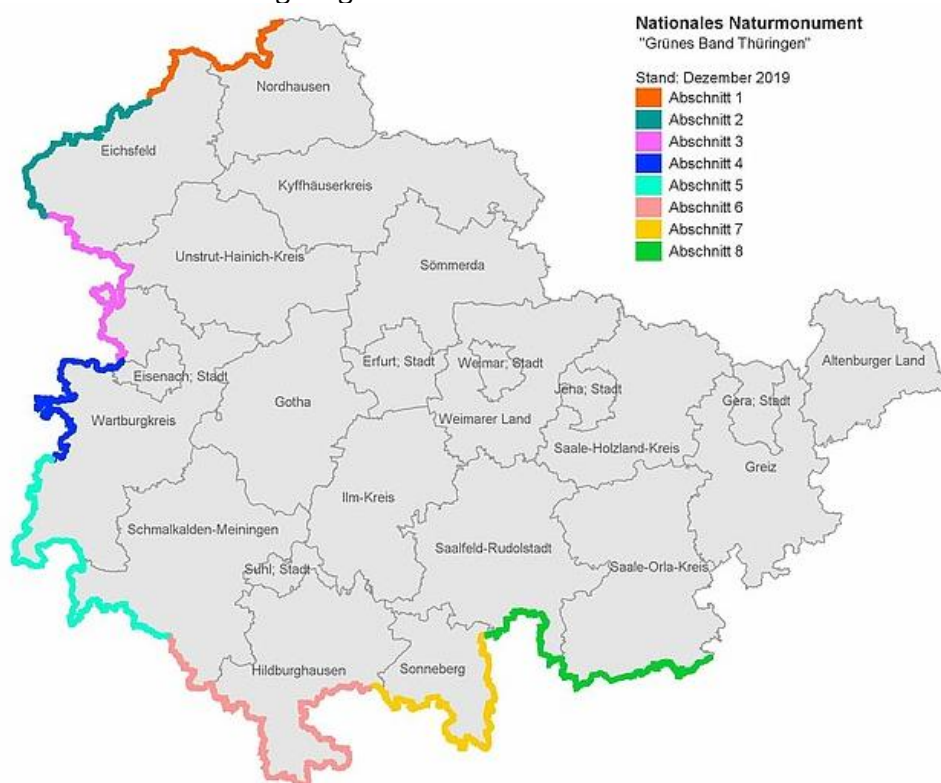 Nationales Naturmonument
"Grünes Band Thüringen"
Stand: Dezember 2019
Abschnitt 1
Abschnitt 2
Abschnitt 3
Abschnitt 4
Abschnitt 5
Abschnitt 6
Abschnitt 7
Abschnitt 8
Nordhausen
Eichsfeld
Kyffhäuserkreis
Unstrut-Hainich-Kreis
Sömmerda
Eisenach; Stadt
Erfurt; Stadt
Weimar; Stadt
Jena; Stadt
Gera; Stadt
Altenburger Land
Wartburgkreis
Gotha
Weimarer Land
Saale-Holzland-Kreis
Greiz
Ilm-Kreis
Schmalkalden-Meiningen
Saalfeld-Rudolstadt
Suhl; Stadt
Saale-Orla-Kreis
Hildburghausen
Sonneberg